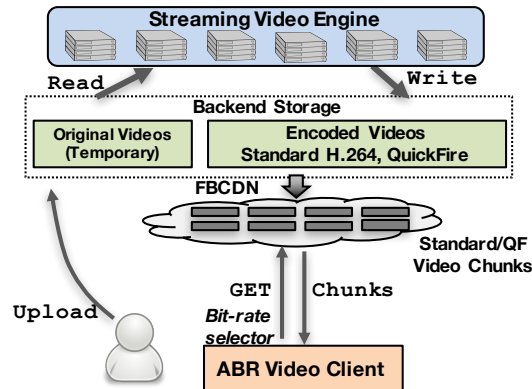 Streaming Video Engine
Read
Write
Backend Storage
Original Videos
(Temporary)
Encoded Videos
Standard H.264, QuickFire
FBCDN
Standard/QF
Video Chunks
GET
Chunks
Upload
Bit-rate
selector
ABR Video Client